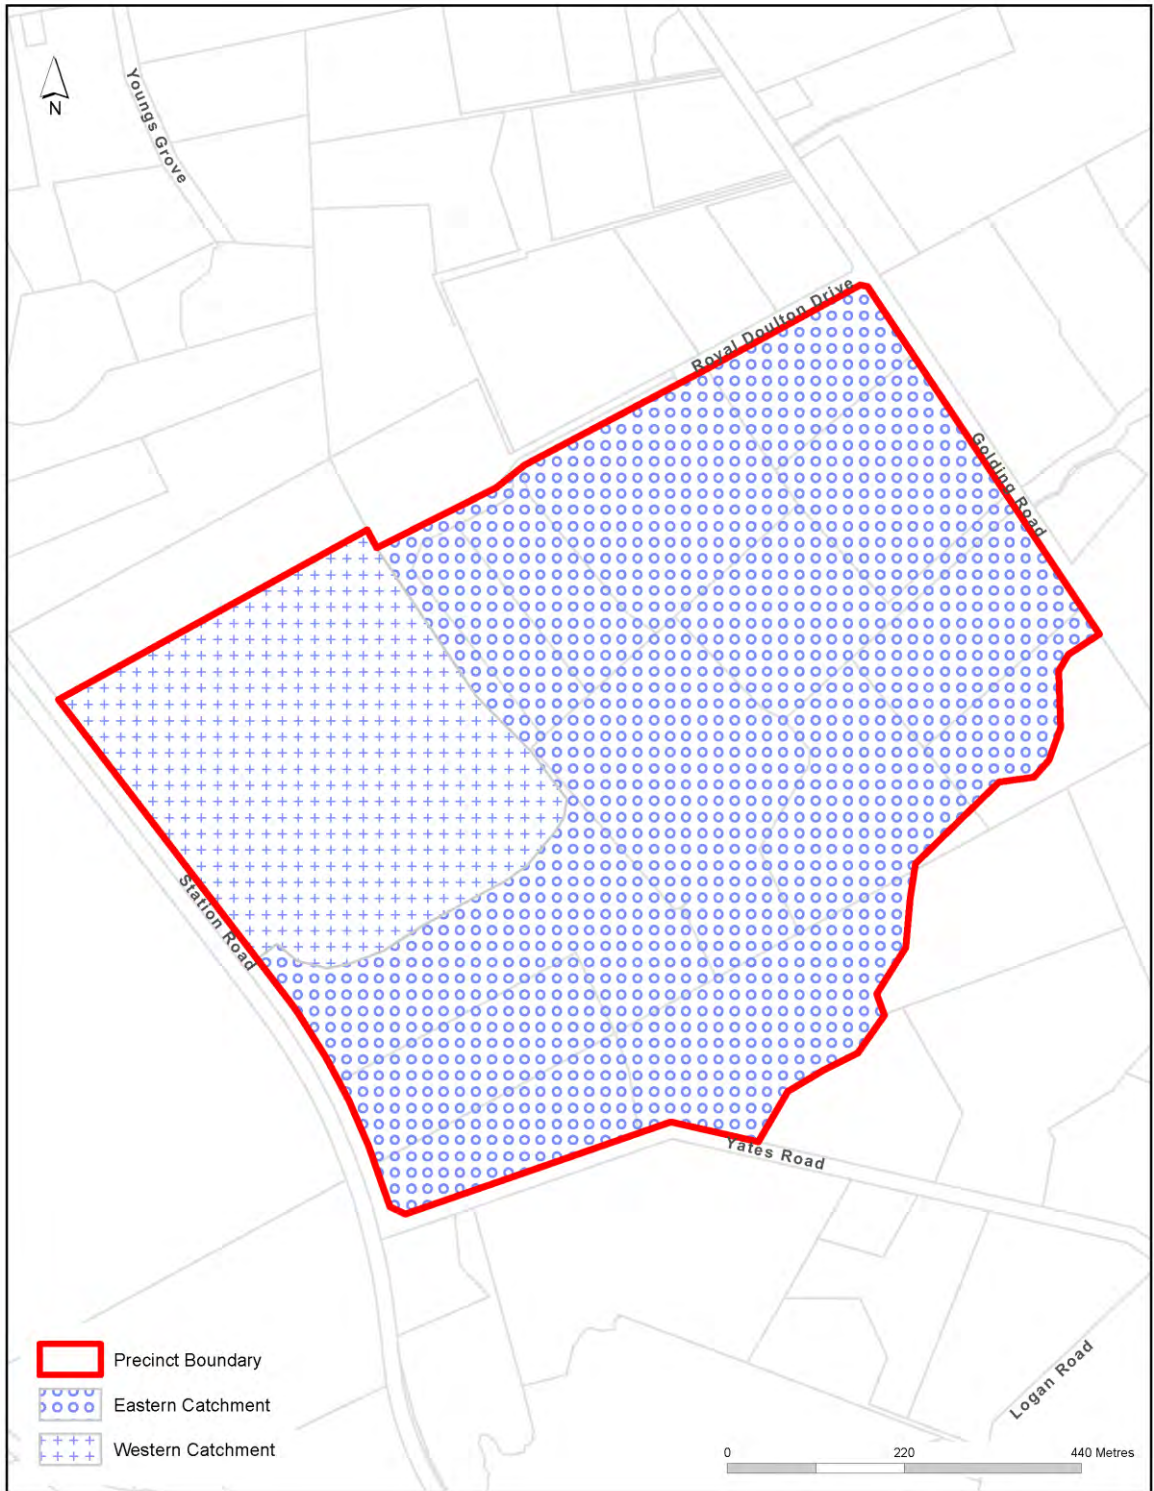 Youngs Grove
N
Royal Doulton Drive
Golding Road
Station Road
Yates Road
Logan Road
Precinct Boundary
Eastern Catchment
Western Catchment
0 220 440 Metres